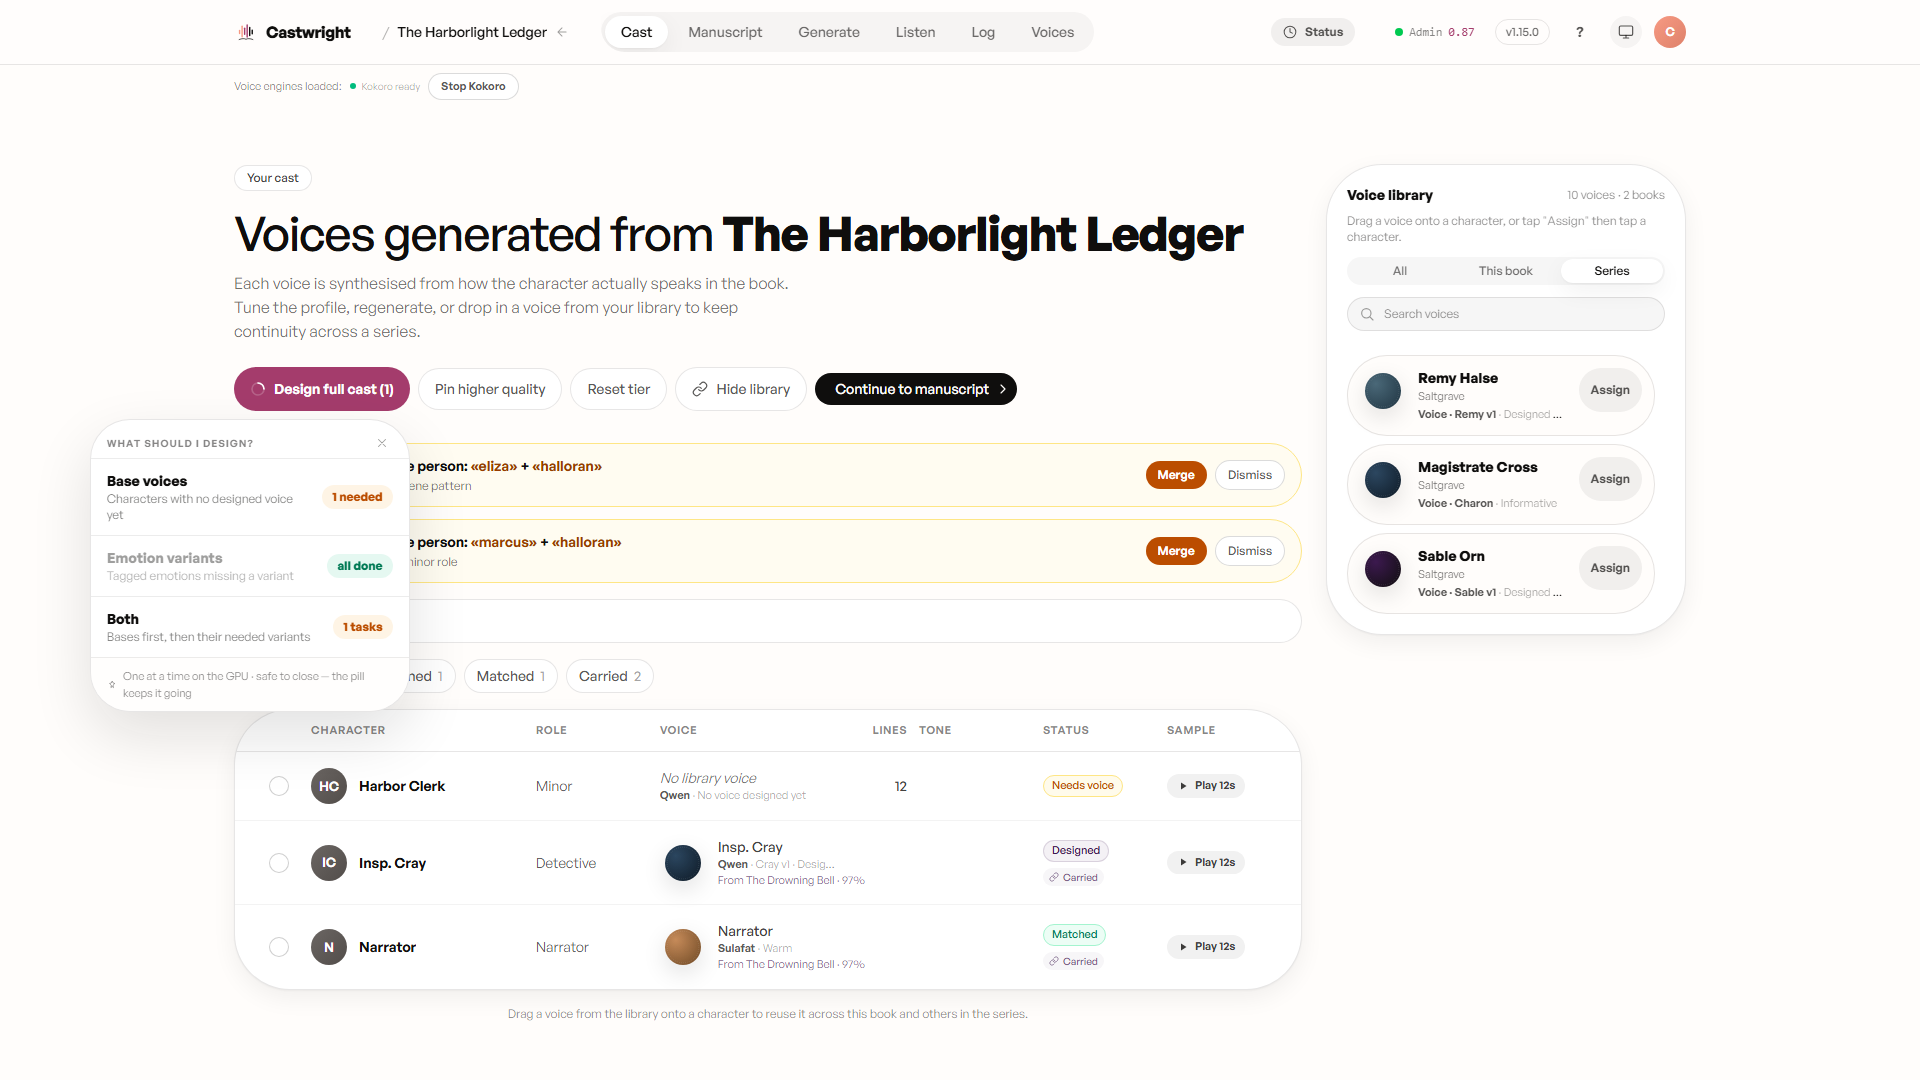 Castwright
/ The Harborlight Ledger
Cast
Manuscript
Generate
Listen
Log
Voices
Status
Admin 0.87
v1.15.0
?
C
Voice engines loaded:
Kokoro ready
Stop Kokoro
Your cast
Voices generated from The Harborlight Ledger
Each voice is synthesised from how the character actually speaks in the book.
Tune the profile, regenerate, or drop in a voice from your library to keep
continuity across a series.
Design full cast (1)
Pin higher quality
Reset tier
Hide library
Continue to manuscript
WHAT SHOULD I DESIGN?
Base voices
Characters with no designed voice
yet
1 needed
Emotion variants
Tagged emotions missing a variant
all done
Both
Bases first, then their needed variants
1 tasks
One at a time on the GPU · safe to close — the pill
keeps it going
e person: «eliza» + «halloran»
ene pattern
Merge
Dismiss
e person: «marcus» + «halloran»
minor role
Merge
Dismiss
ned 1
Matched 1
Carried 2
CHARACTER
ROLE
VOICE
LINES
TONE
STATUS
SAMPLE
HC
Harbor Clerk
Minor
No library voice
Qwen · No voice designed yet
12
Needs voice
Play 12s
IC
Insp. Cray
Detective
Insp. Cray
Qwen · Cray v1 · Desig...
From The Drowning Bell · 97%
Designed
Carried
Play 12s
N
Narrator
Narrator
Narrator
Sulafat · Warm
From The Drowning Bell · 97%
Matched
Carried
Play 12s
Drag a voice from the library onto a character to reuse it across this book and others in the series.
Voice library
10 voices · 2 books
Drag a voice onto a character, or tap "Assign" then tap a
character.
All
This book
Series
Search voices
Remy Halse
Saltgrave
Voice · Remy v1 · Designed ...
Assign
Magistrate Cross
Saltgrave
Voice · Charon · Informative
Assign
Sable Orn
Saltgrave
Voice · Sable v1 · Designed ...
Assign